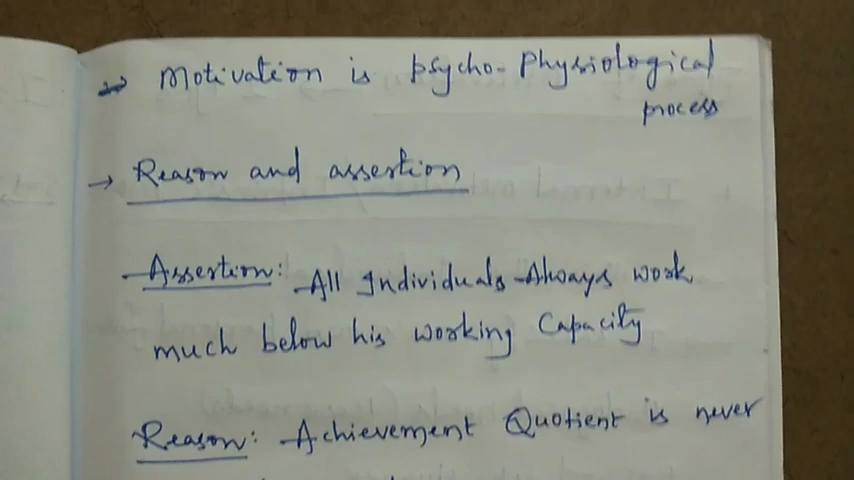 → Motivation is psycho-Physiological
process
→ Reason and assertion
Assertion: All Individuals Always work
much below his working Capacity
Reason: Achievement Quotient is never